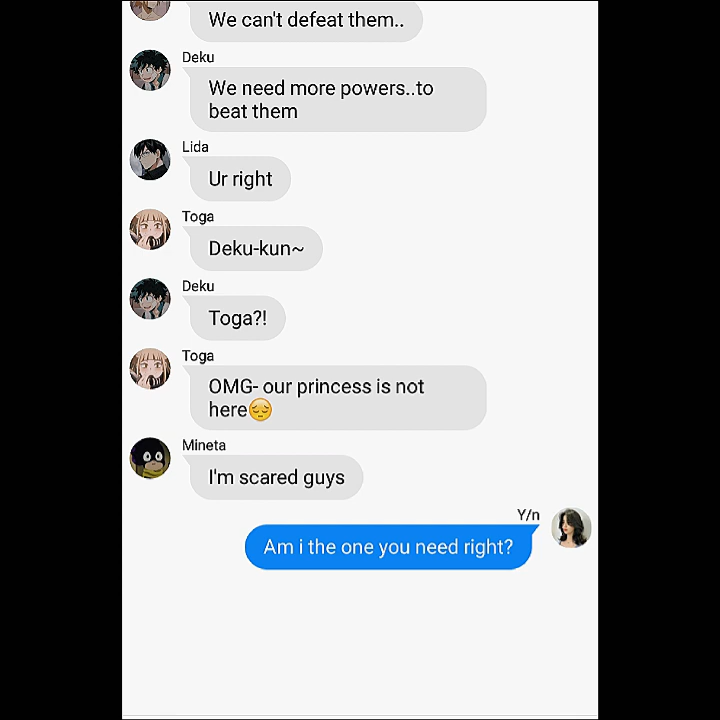 We can't defeat them..
Deku
We need more powers..to
beat them
Lida
Ur right
Toga
Deku-kun~
Deku
Toga?!
Toga
OMG- our princess is not
here😔
Mineta
I'm scared guys
Y/n
Am i the one you need right?